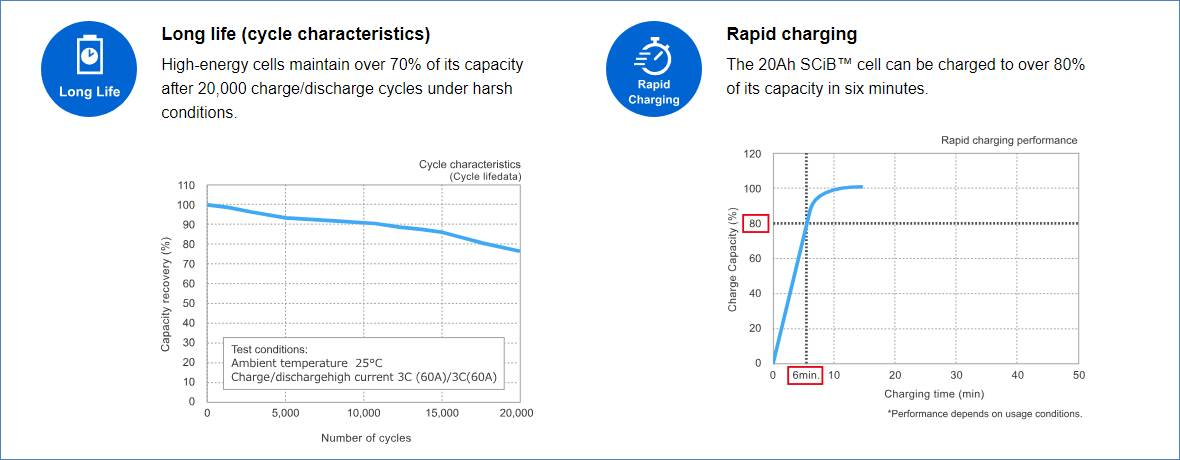 Long Life
Long life (cycle characteristics)
High-energy cells maintain over 70% of its capacity
after 20,000 charge/discharge cycles under harsh
conditions.
Cycle characteristics
(Cycle lifedata)
Capacity recovery (%)
110
100
90
80
70
60
50
40
30
20
10
0
Test conditions:
Ambient temperature 25°C
Charge/dischargehigh current 3C (60A)/3C(60A)
0 5,000 10,000 15,000 20,000
Number of cycles
Rapid
Charging
Rapid charging
The 20Ah SCiB™ cell can be charged to over 80%
of its capacity in six minutes.
Rapid charging performance
Charge Capacity (%)
120
100
80
60
40
20
0
0 6min. 10 20 30 40 50
Charging time (min)
*Performance depends on usage conditions.